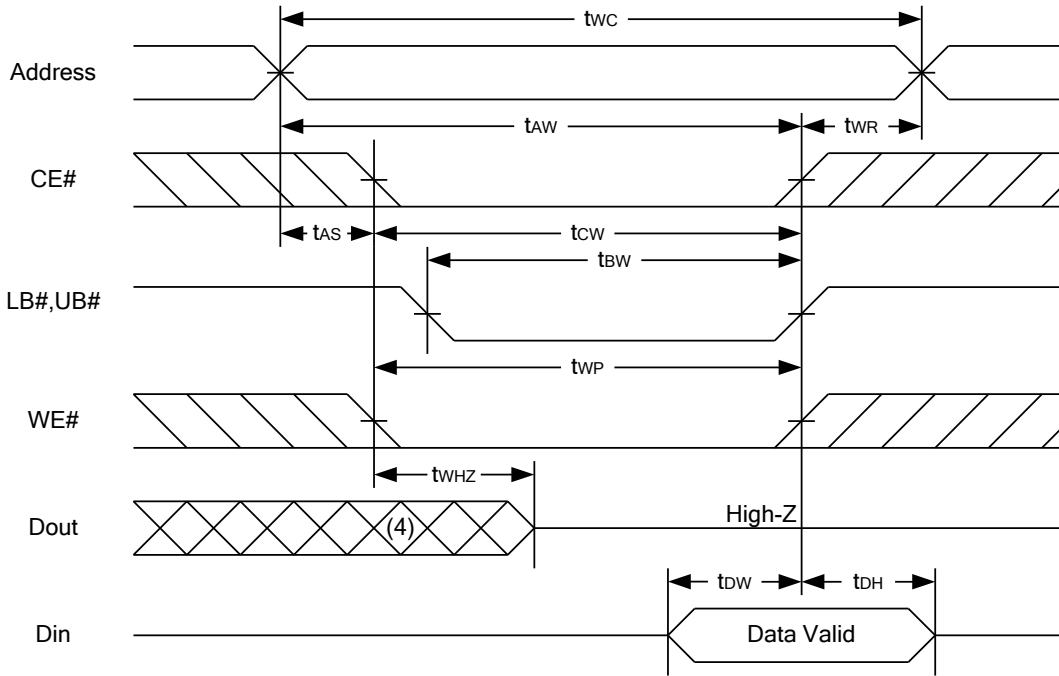 tWC
Address
tAW
tWR
CE#
tAS
tCW
tBW
LB#,UB#
tWP
WE#
tWHZ
Dout
(4)
High-Z
tDW
tDH
Din
Data Valid